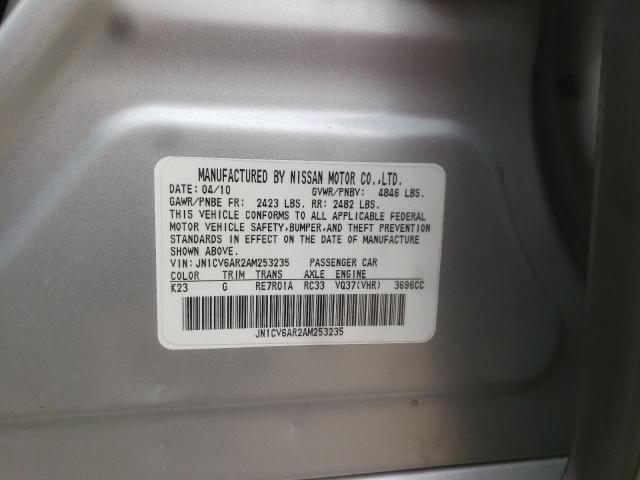 MANUFACTURED BY NISSAN MOTOR CO.,LTD.
DATE: 04/10 GVWR/PNBV: 4846 LBS.
GAWR/PNBE FR: 2423 LBS. RR: 2482 LBS.
THIS VEHICLE CONFORMS TO ALL APPLICABLE FEDERAL
MOTOR VEHICLE SAFETY,BUMPER,AND THEFT PREVENTION
STANDARDS IN EFFECT ON THE DATE OF MANUFACTURE
SHOWN ABOVE.
VIN: JN1CV6AR2AM253235 PASSENGER CAR
COLOR TRIM TRANS AXLE ENGINE
K23 G RE7R01A RC33 VQ37(VHR) 3696CC
JN1CV6AR2AM253235